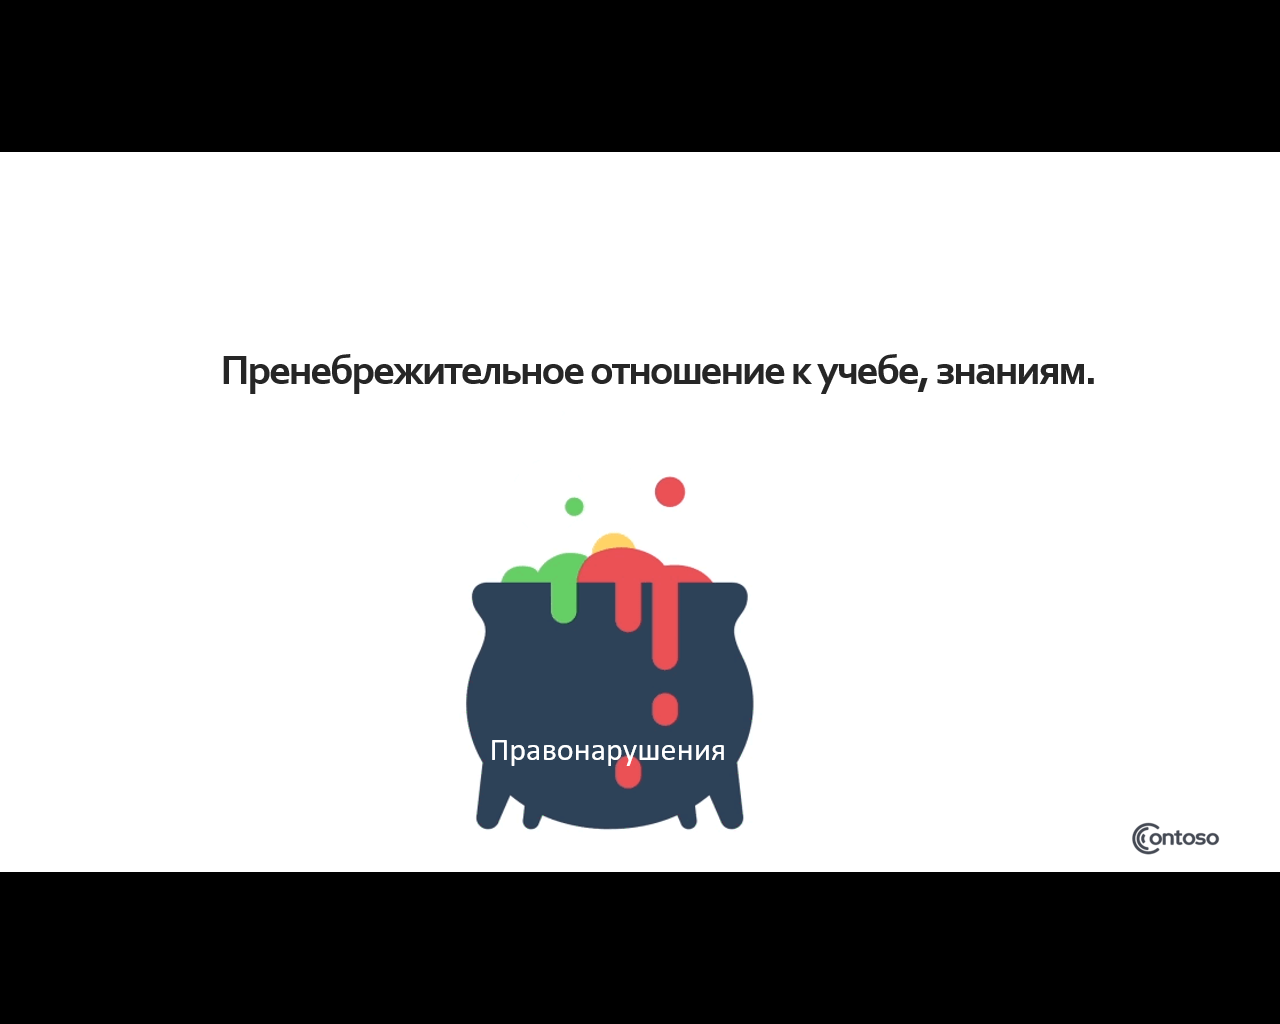 Пренебрежительное отношение к учебе, знаниям.
Правонарушения
Contoso